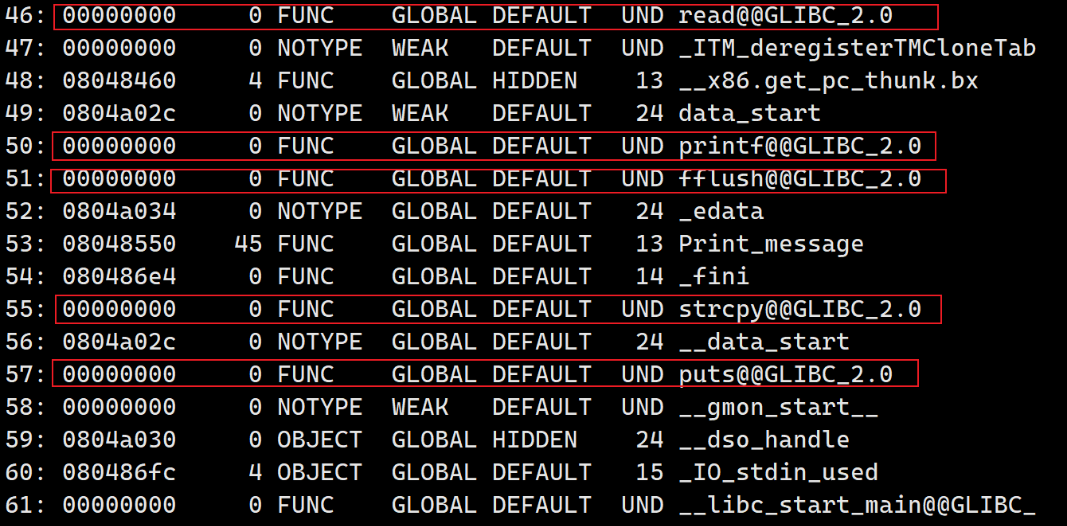 46: 00000000 0 FUNC GLOBAL DEFAULT UND read@@GLIBC_2.0
47: 00000000 0 NOTYPE WEAK DEFAULT UND _ITM_deregisterTMCloneTab
48: 08048460 4 FUNC GLOBAL HIDDEN 13 __x86.get_pc_thunk.bx
49: 0804a02c 0 NOTYPE WEAK DEFAULT 24 data_start
50: 00000000 0 FUNC GLOBAL DEFAULT UND printf@@GLIBC_2.0
51: 00000000 0 FUNC GLOBAL DEFAULT UND fflush@@GLIBC_2.0
52: 0804a034 0 NOTYPE GLOBAL DEFAULT 24 _edata
53: 08048550 45 FUNC GLOBAL DEFAULT 13 Print_message
54: 080486e4 0 FUNC GLOBAL DEFAULT 14 _fini
55: 00000000 0 FUNC GLOBAL DEFAULT UND strcpy@@GLIBC_2.0
56: 0804a02c 0 NOTYPE GLOBAL DEFAULT 24 __data_start
57: 00000000 0 FUNC GLOBAL DEFAULT UND puts@@GLIBC_2.0
58: 00000000 0 NOTYPE WEAK DEFAULT UND __gmon_start__
59: 0804a030 0 OBJECT GLOBAL HIDDEN 24 __dso_handle
60: 080486fc 4 OBJECT GLOBAL DEFAULT 15 _IO_stdin_used
61: 00000000 0 FUNC GLOBAL DEFAULT UND __libc_start_main@@GLIBC_